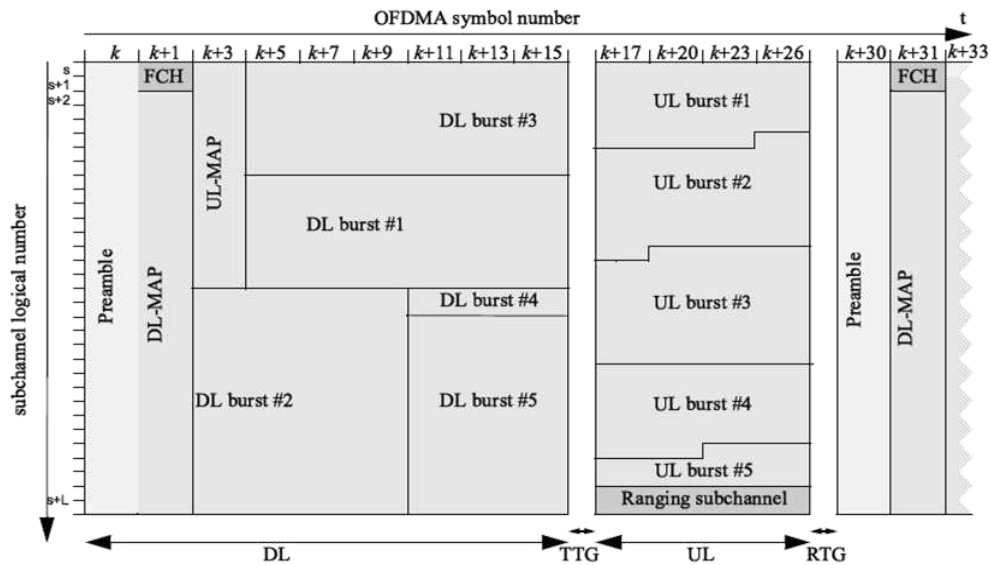 OFDMA symbol number
t
k k+1 k+3 k+5 k+7 k+9 k+11 k+13 k+15 k+17 k+20 k+23 k+26 k+30 k+31 k+33
s
s+1
s+2
s+L
subchannel logical number
Preamble
FCH
DL-MAP
UL-MAP
DL burst #3
DL burst #1
DL burst #4
DL burst #2
DL burst #5
UL burst #1
UL burst #2
UL burst #3
UL burst #4
UL burst #5
Ranging subchannel
Preamble
FCH
DL-MAP
DL TTG UL RTG